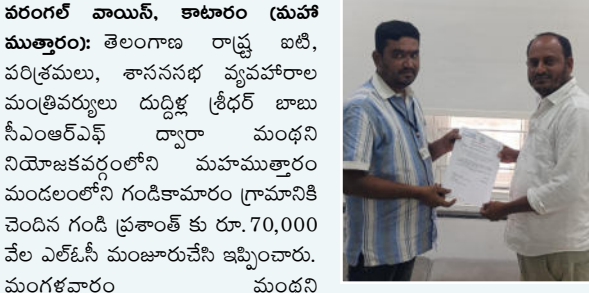 వరంగల్ వాయిస్, కాటారం (మహా
ముత్తారం): తెలంగాణ రాష్ట్ర ఐటి,
పరిశ్రమలు, శాసనసభ వ్యవహారాల
మంత్రివర్యులు దుద్దిళ్ల శ్రీధర్ బాబు
సీఎంఆర్ఎఫ్ ద్వారా మంథని
నియోజకవర్గంలోని మహముత్తారం
మండలంలోని గండికామారం గ్రామానికి
చెందిన గండి ప్రశాంత్ కు రూ.70,000
వేల ఎల్ఓసీ మంజూరుచేసి ఇప్పించారు.
మంగళవారం మంథని